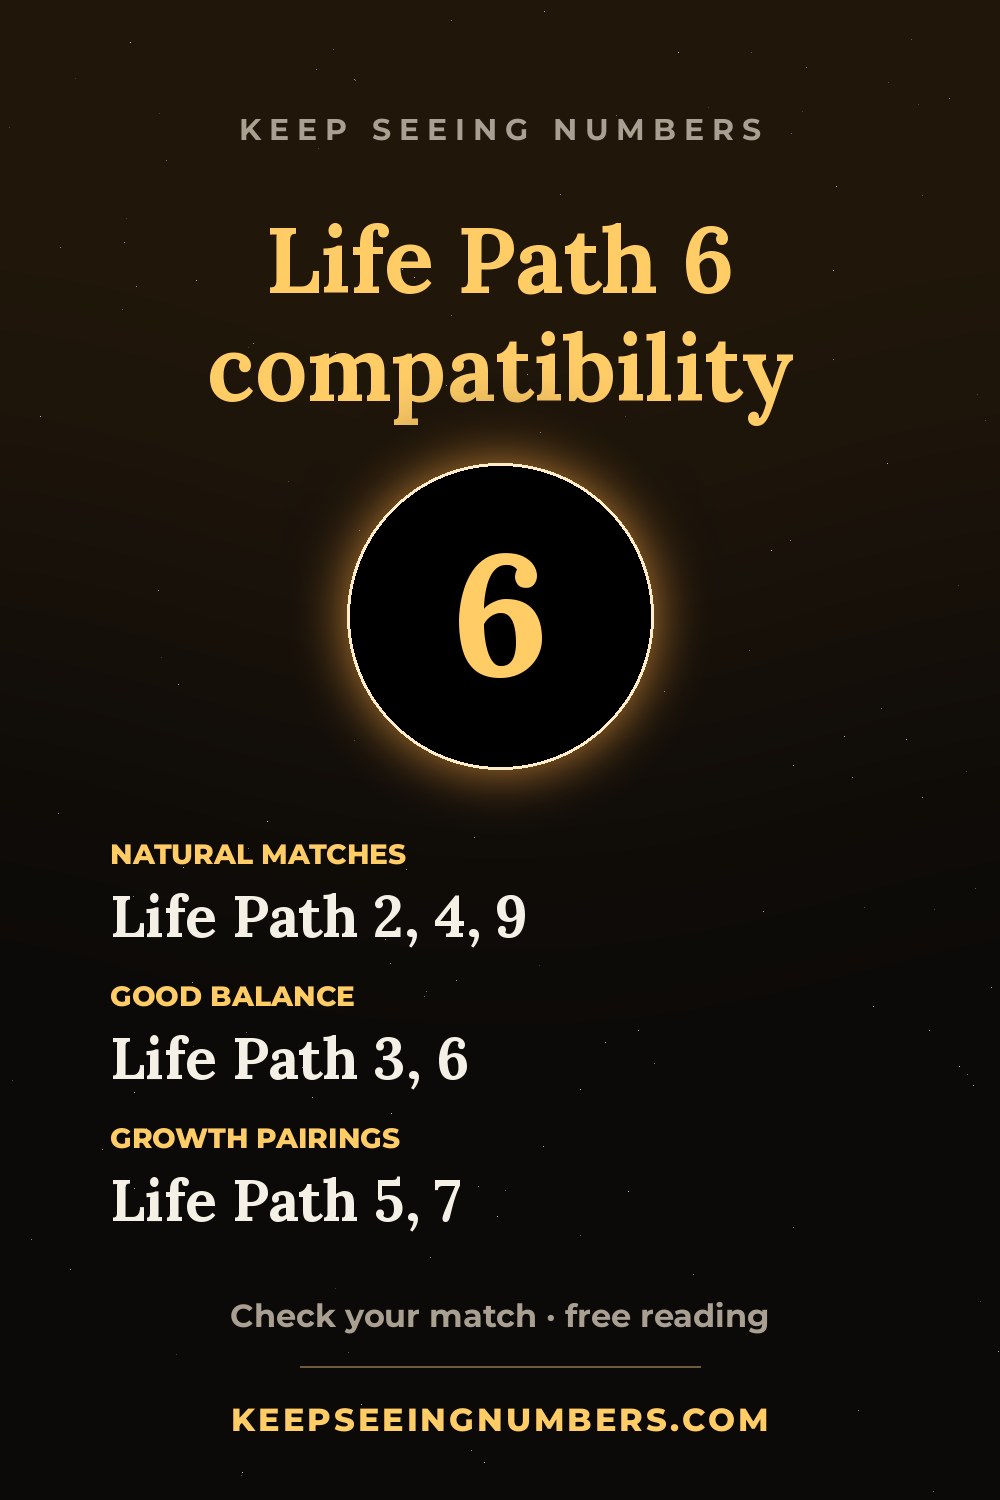 KEEP SEEING NUMBERS
Life Path 6
compatibility
6
NATURAL MATCHES
Life Path 2, 4, 9
GOOD BALANCE
Life Path 3, 6
GROWTH PAIRINGS
Life Path 5, 7
Check your match · free reading
KEEPSEEINGNUMBERS.COM